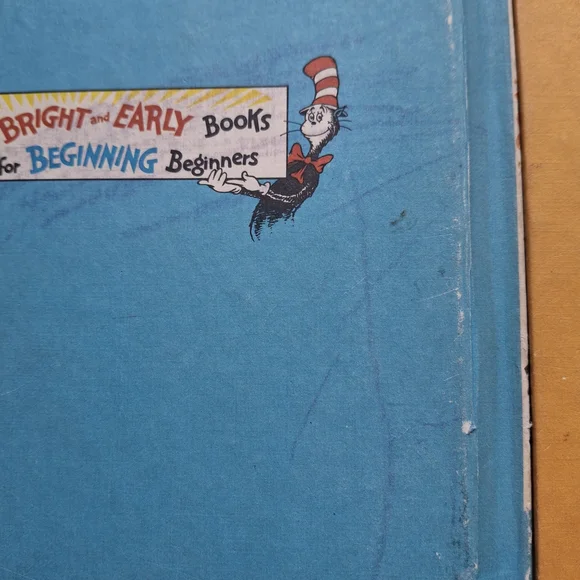 BRIGHT and EARLY Books
for BEGINNING Beginners